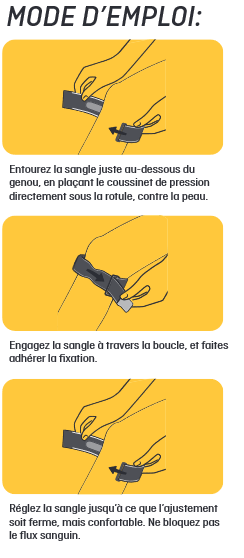 MODE D'EMPLOI:
Entourez la sangle juste au-dessous du
genou, en plaçant le coussinet de pression
directement sous la rotule, contre la peau.
Engagez la sangle à travers la boucle, et faites
adhérer la fixation.
Réglez la sangle jusqu'à ce que l'ajustement
soit ferme, mais confortable. Ne bloquez pas
le flux sanguin.